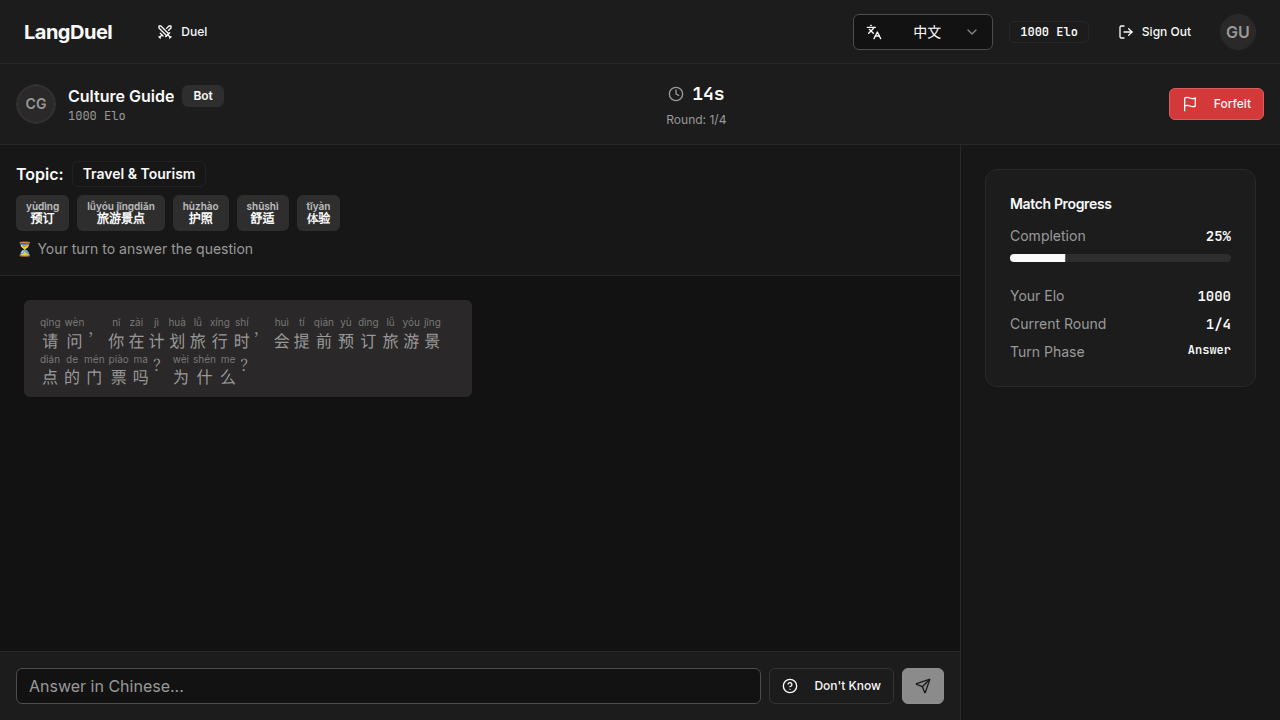 LangDuel
Duel
中文
1000 Elo
Sign Out
GU
CG
Culture Guide
Bot
1000 Elo
14s
Round: 1/4
Forfeit
Topic:
Travel & Tourism
yùdìng
预订
lǚyóu jǐngdiǎn
旅游景点
hùzhào
护照
shūshì
舒适
tǐyàn
体验
⏳ Your turn to answer the question
qǐng wèn nǐ zài jì huà lǚ xíng shí huì tí qián yù dìng lǚ yóu jǐng
请问，你在计划旅行时，会提前预订旅游景
diǎn de mén piào ma wèi shén me
点的门票吗？为什么？
Answer in Chinese...
Don't Know
Match Progress
Completion 25%
Your Elo 1000
Current Round 1/4
Turn Phase Answer